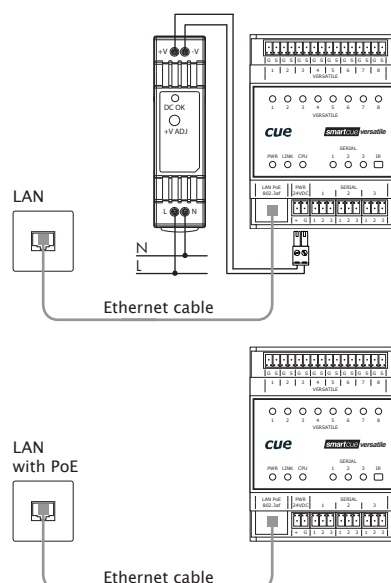 +V -V
DC OK
+V ADJ
L N
N
L
LAN
Ethernet cable
G S G S G S G S G S G S G S G S
1 2 3 4 5 6 7 8
1 2 3 4 5 6 7 8
VERSATILE
cue smartcue versatile
SERIAL
PWR LINK CPU 1 2 3 IR
LAN PoE PWR SERIAL
802.3af 24VDC 1 2 3
+ G 1 2 3 1 2 3 1 2 3
LAN
with PoE
Ethernet cable
G S G S G S G S G S G S G S G S
1 2 3 4 5 6 7 8
1 2 3 4 5 6 7 8
VERSATILE
cue smartcue versatile
SERIAL
PWR LINK CPU 1 2 3 IR
LAN PoE PWR SERIAL
802.3af 24VDC 1 2 3
+ G 1 2 3 1 2 3 1 2 3